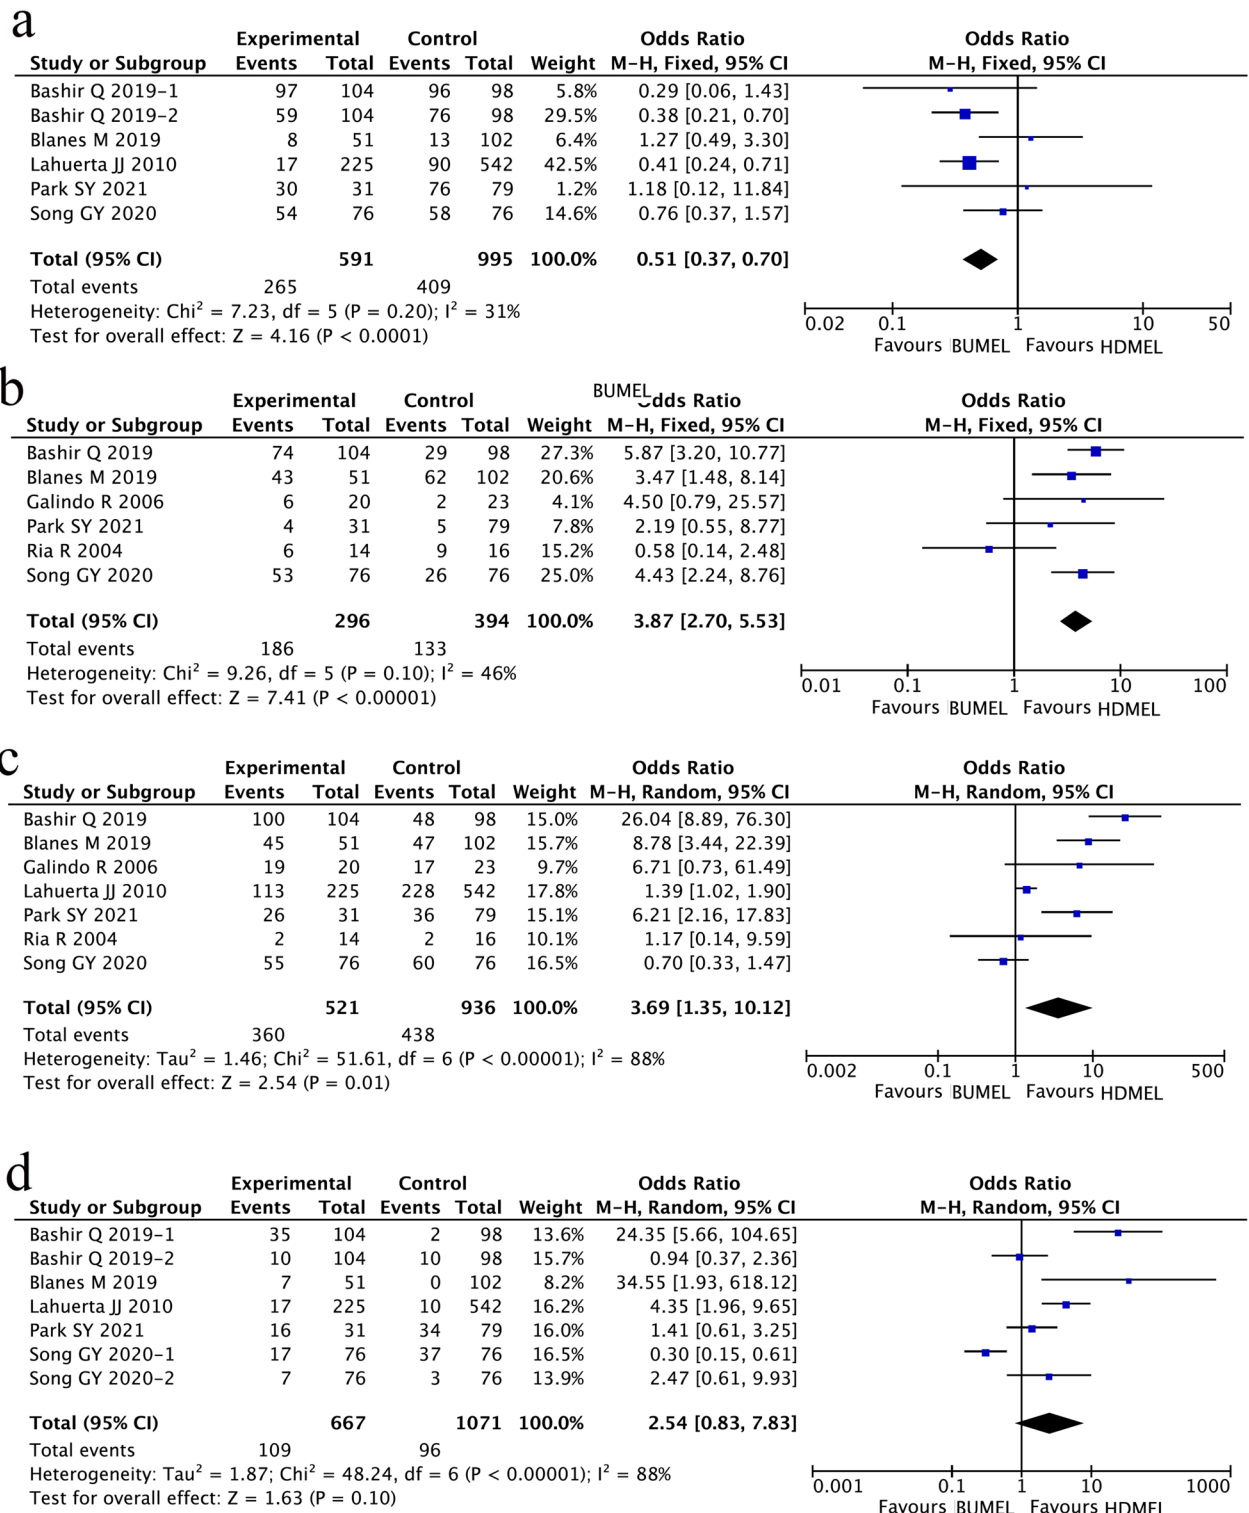 a
Experimental Control Odds Ratio Odds Ratio
Study or Subgroup Events Total Events Total Weight M-H, Fixed, 95% CI M-H, Fixed, 95% CI
Bashir Q 2019-1 97 104 96 98 5.8% 0.29 [0.06, 1.43]
Bashir Q 2019-2 59 104 76 98 29.5% 0.38 [0.21, 0.70]
Blanes M 2019 8 51 13 102 6.4% 1.27 [0.49, 3.30]
Lahuerta JJ 2010 17 225 90 542 42.5% 0.41 [0.24, 0.71]
Park SY 2021 30 31 76 79 1.2% 1.18 [0.12, 11.84]
Song GY 2020 54 76 58 76 14.6% 0.76 [0.37, 1.57]
Total (95% CI) 591 995 100.0% 0.51 [0.37, 0.70]
Total events 265 409
Heterogeneity: Chi² = 7.23, df = 5 (P = 0.20); I² = 31%
Test for overall effect: Z = 4.16 (P < 0.0001)
0.02 0.1 1 10 50
Favours BUMEL Favours HDMEL
b
BUMEL
Experimental Control Odds Ratio Odds Ratio
Study or Subgroup Events Total Events Total Weight M-H, Fixed, 95% CI M-H, Fixed, 95% CI
Bashir Q 2019 74 104 29 98 27.3% 5.87 [3.20, 10.77]
Blanes M 2019 43 51 62 102 20.6% 3.47 [1.48, 8.14]
Galindo R 2006 6 20 2 23 4.1% 4.50 [0.79, 25.57]
Park SY 2021 4 31 5 79 7.8% 2.19 [0.55, 8.77]
Ria R 2004 6 14 9 16 15.2% 0.58 [0.14, 2.48]
Song GY 2020 53 76 26 76 25.0% 4.43 [2.24, 8.76]
Total (95% CI) 296 394 100.0% 3.87 [2.70, 5.53]
Total events 186 133
Heterogeneity: Chi² = 9.26, df = 5 (P = 0.10); I² = 46%
Test for overall effect: Z = 7.41 (P < 0.00001)
0.01 0.1 1 10 100
Favours BUMEL Favours HDMEL
c
Experimental Control Odds Ratio Odds Ratio
Study or Subgroup Events Total Events Total Weight M-H, Random, 95% CI M-H, Random, 95% CI
Bashir Q 2019 100 104 48 98 15.0% 26.04 [8.89, 76.30]
Blanes M 2019 45 51 47 102 15.7% 8.78 [3.44, 22.39]
Galindo R 2006 19 20 17 23 9.7% 6.71 [0.73, 61.49]
Lahuerta JJ 2010 113 225 228 542 17.8% 1.39 [1.02, 1.90]
Park SY 2021 26 31 36 79 15.1% 6.21 [2.16, 17.83]
Ria R 2004 2 14 2 16 10.1% 1.17 [0.14, 9.59]
Song GY 2020 55 76 60 76 16.5% 0.70 [0.33, 1.47]
Total (95% CI) 521 936 100.0% 3.69 [1.35, 10.12]
Total events 360 438
Heterogeneity: Tau² = 1.46; Chi² = 51.61, df = 6 (P < 0.00001); I² = 88%
Test for overall effect: Z = 2.54 (P = 0.01)
0.002 0.1 1 10 500
Favours BUMEL Favours HDMEL
d
Experimental Control Odds Ratio Odds Ratio
Study or Subgroup Events Total Events Total Weight M-H, Random, 95% CI M-H, Random, 95% CI
Bashir Q 2019-1 35 104 2 98 13.6% 24.35 [5.66, 104.65]
Bashir Q 2019-2 10 104 10 98 15.7% 0.94 [0.37, 2.36]
Blanes M 2019 7 51 0 102 8.2% 34.55 [1.93, 618.12]
Lahuerta JJ 2010 17 225 10 542 16.2% 4.35 [1.96, 9.65]
Park SY 2021 16 31 34 79 16.0% 1.41 [0.61, 3.25]
Song GY 2020-1 17 76 37 76 16.5% 0.30 [0.15, 0.61]
Song GY 2020-2 7 76 3 76 13.9% 2.47 [0.61, 9.93]
Total (95% CI) 667 1071 100.0% 2.54 [0.83, 7.83]
Total events 109 96
Heterogeneity: Tau² = 1.87; Chi² = 48.24, df = 6 (P < 0.00001); I² = 88%
Test for overall effect: Z = 1.63 (P = 0.10)
0.001 0.1 1 10 1000
Favours BUMEL Favours HDMEL